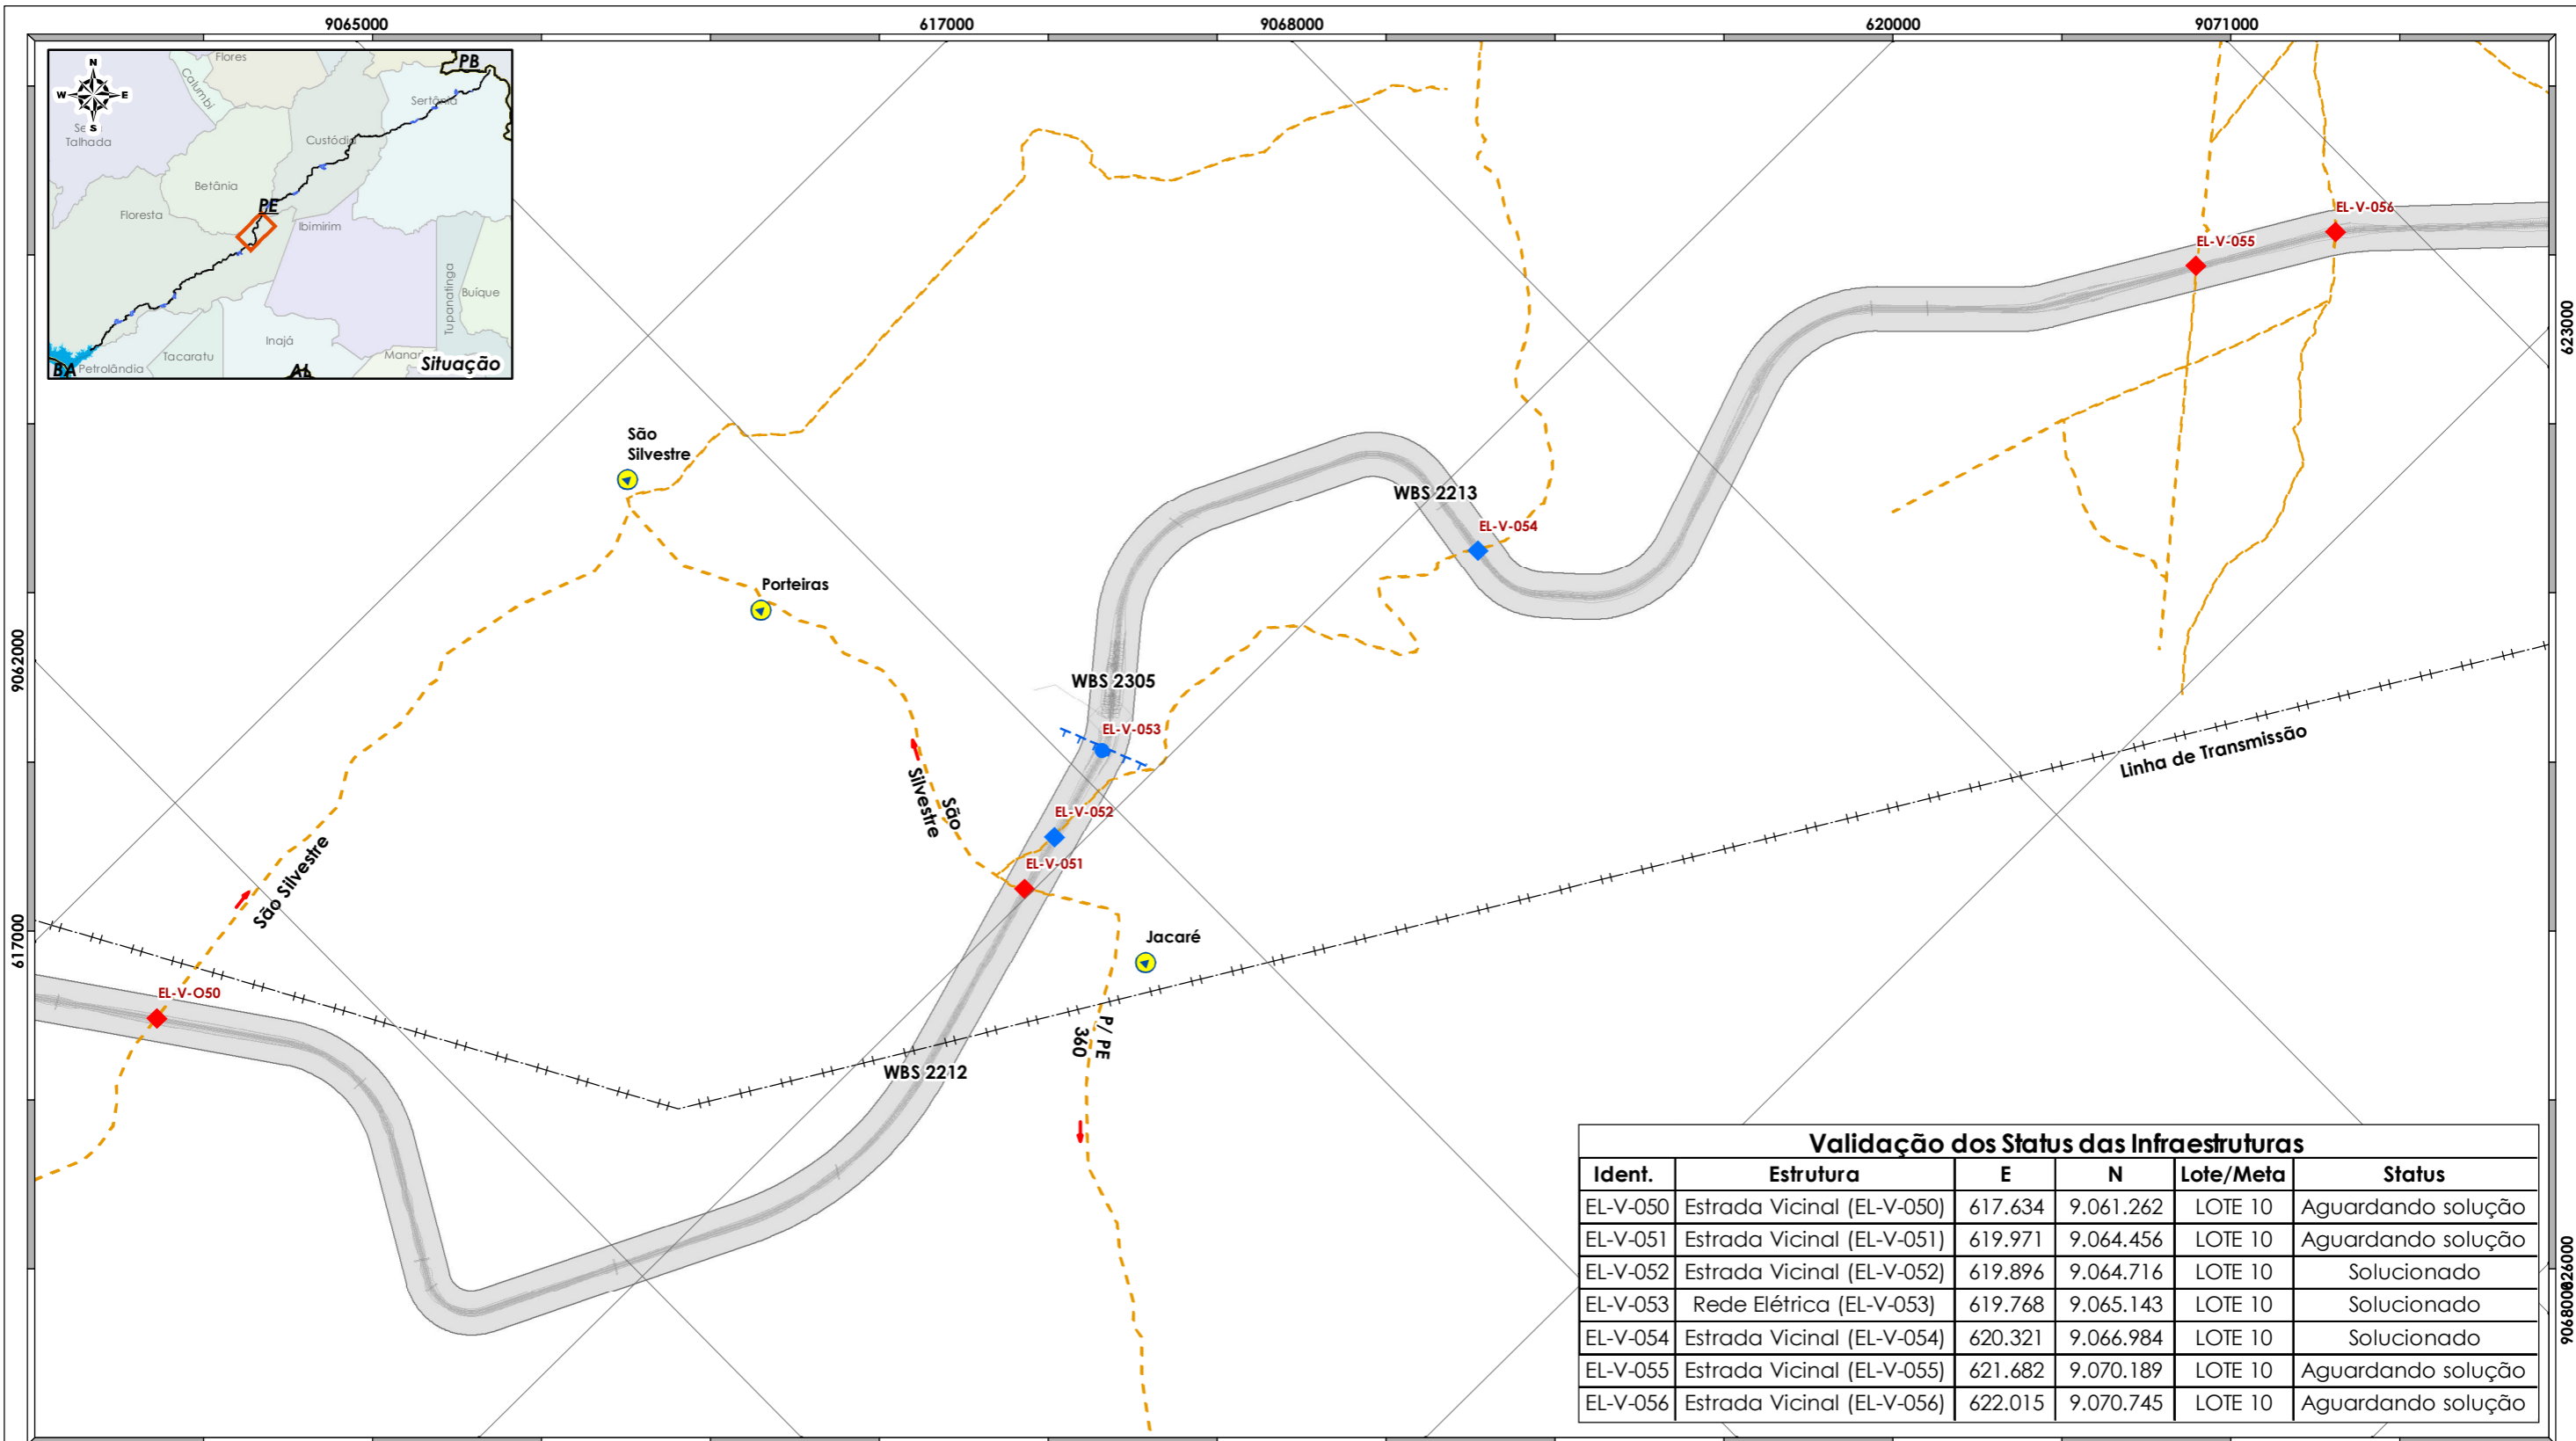 9065000
617000
9068000
620000
9071000
N
W
E
S
Flores
Calumbi
PB
Sertânia
Talhada
Custódia
Betânia
PE
Floresta
Ibimirim
Tupanatinga
Buíque
Inajá
Tacaratu
Situação
BA
Petrolândia
AL
EL-V-056
EL-V-055
623000
São
Silvestre
WBS 2213
EL-V-054
Porteiras
9062000
WBS 2305
EL-V-053
Linha de Transmissão
São
Silvestre
EL-V-052
EL-V-051
São Silvestre
617000
Jacaré
EL-V-O50
P/ PE
360
WBS 2212
Validação dos Status das Infraestruturas
Ident. Estrutura E N Lote/Meta Status
EL-V-050 Estrada Vicinal (EL-V-050) 617.634 9.061.262 LOTE 10 Aguardando solução
EL-V-051 Estrada Vicinal (EL-V-051) 619.971 9.064.456 LOTE 10 Aguardando solução
EL-V-052 Estrada Vicinal (EL-V-052) 619.896 9.064.716 LOTE 10 Solucionado
EL-V-053 Rede Elétrica (EL-V-053) 619.768 9.065.143 LOTE 10 Solucionado
EL-V-054 Estrada Vicinal (EL-V-054) 620.321 9.066.984 LOTE 10 Solucionado
EL-V-055 Estrada Vicinal (EL-V-055) 621.682 9.070.189 LOTE 10 Aguardando solução
EL-V-056 Estrada Vicinal (EL-V-056) 622.015 9.070.745 LOTE 10 Aguardando solução